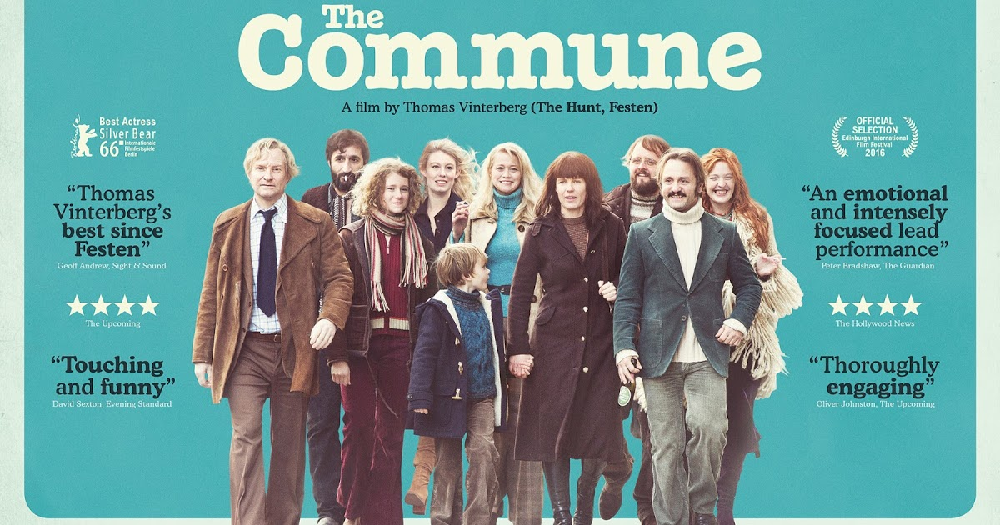 The
Commune
A film by Thomas Vinterberg (The Hunt, Festen)
Berlinale
Best Actress
Silver Bear
66
Internationale
Filmfestspiele
Berlin
“Thomas
Vinterberg’s
best since
Festen”
Geoff Andrew, Sight & Sound
The Upcoming
“Touching
and funny”
David Sexton, Evening Standard
OFFICIAL
SELECTION
Edinburgh International
Film Festival
2016
“An emotional
and intensely
focused lead
performance”
Peter Bradshaw, The Guardian
The Hollywood News
“Thoroughly
engaging”
Oliver Johnston, The Upcoming